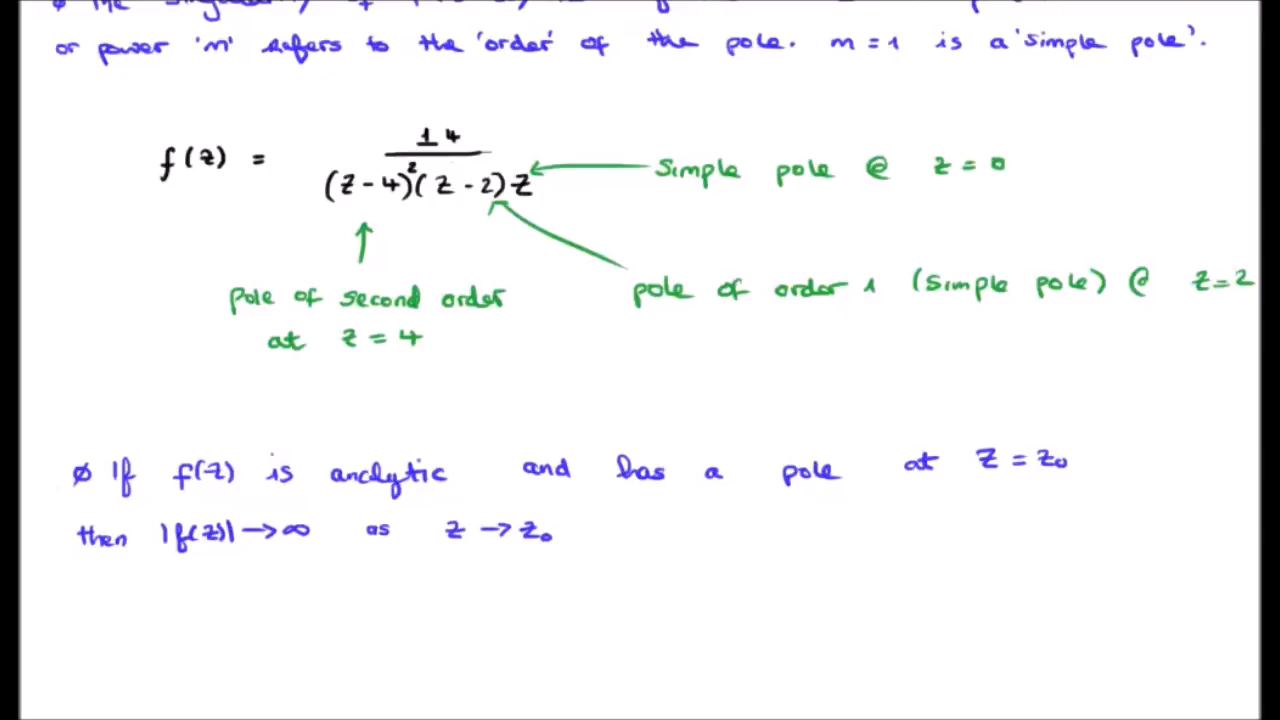 or power 'm' refers to the 'order' of the pole. m = 1 is a 'simple pole'.
f(z) = 14 / (z - 4)²(z - 2)z
Simple pole @ z = 0
pole of order 1 (simple pole) @ z=2
pole of second order
at z = 4
Ø If f(z) is analytic and has a pole at z = z₀
then |f(z)| → ∞ as z → z₀